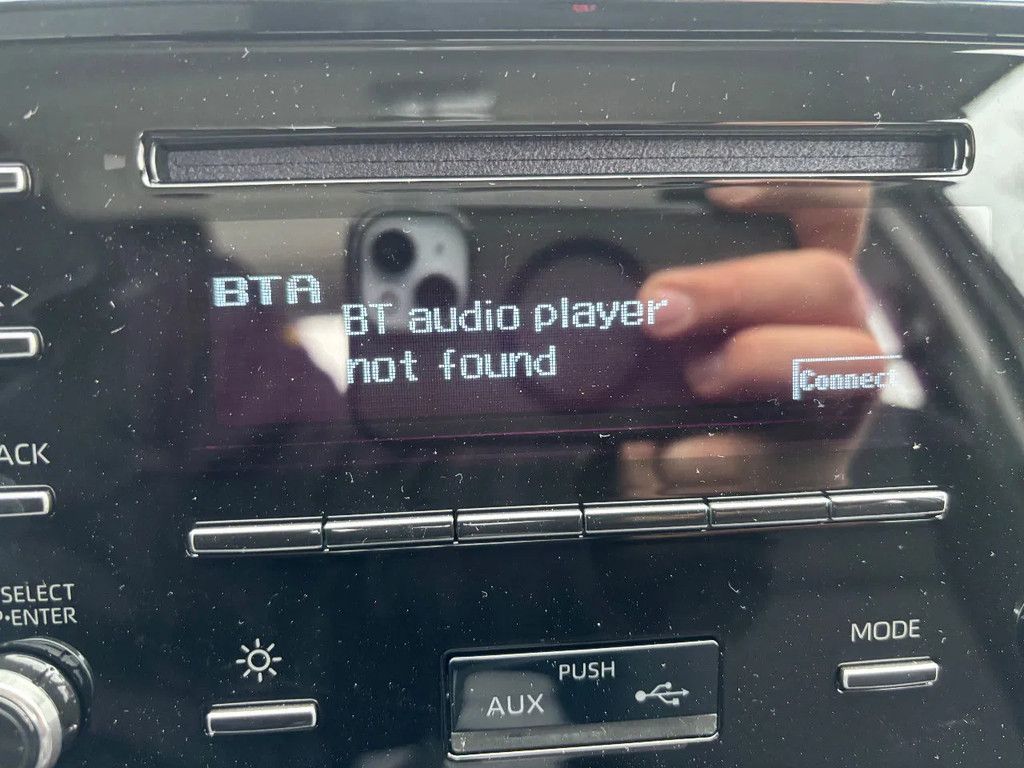 BTA
BT audio player
not found
Connect
ACK
SELECT
P•ENTER
MODE
PUSH
AUX